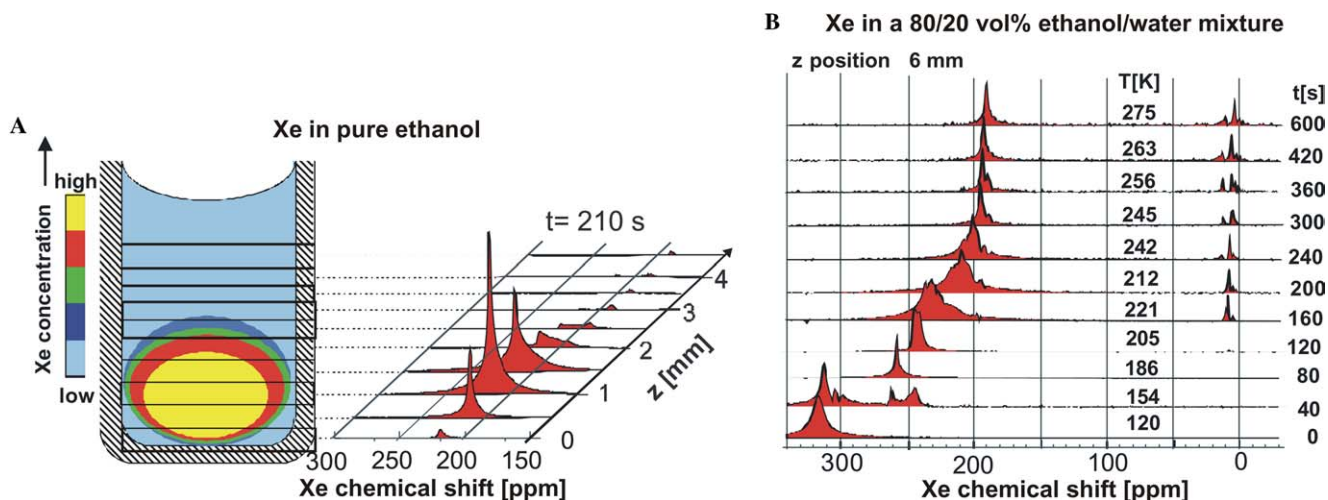 A
Xe in pure ethanol
high
Xe concentration
low
t= 210 s
4
3
2
1
0
z [mm]
300 250 200 150
Xe chemical shift [ppm]
B
Xe in a 80/20 vol% ethanol/water mixture
z position 6 mm
T[K] t[s]
275 600
263 420
256 360
245 300
242 240
212 200
221 160
205 120
186 80
154 40
120 0
300 200 100 0
Xe chemical shift [ppm]